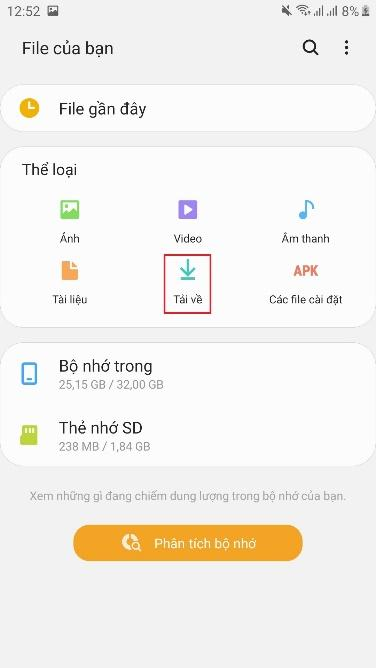 12:52
8%
File của bạn
File gần đây
Thể loại
Ảnh
Video
Âm thanh
APK
Tài liệu
Tải về
Các file cài đặt
Bộ nhớ trong
25,15 GB / 32,00 GB
Thẻ nhớ SD
238 MB / 1,84 GB
Xem những gì đang chiếm dung lượng trong bộ nhớ của bạn.
Phân tích bộ nhớ